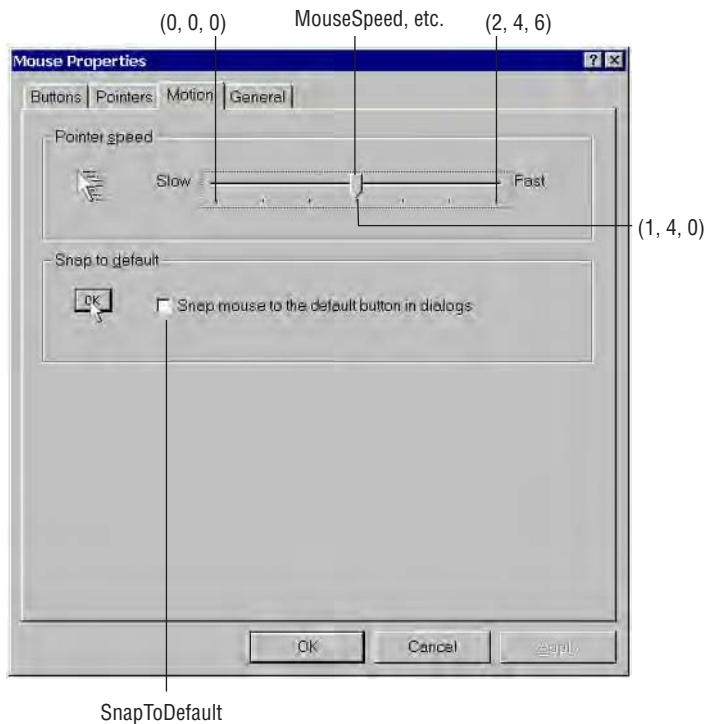 (0, 0, 0) MouseSpeed, etc. (2, 4, 6)
Mouse Properties
Buttons Pointers Motion General
Pointer speed
Slow Fast
(1, 4, 0)
Snap to default
OK Snap mouse to the default button in dialogs
OK Cancel Apply
SnapToDefault